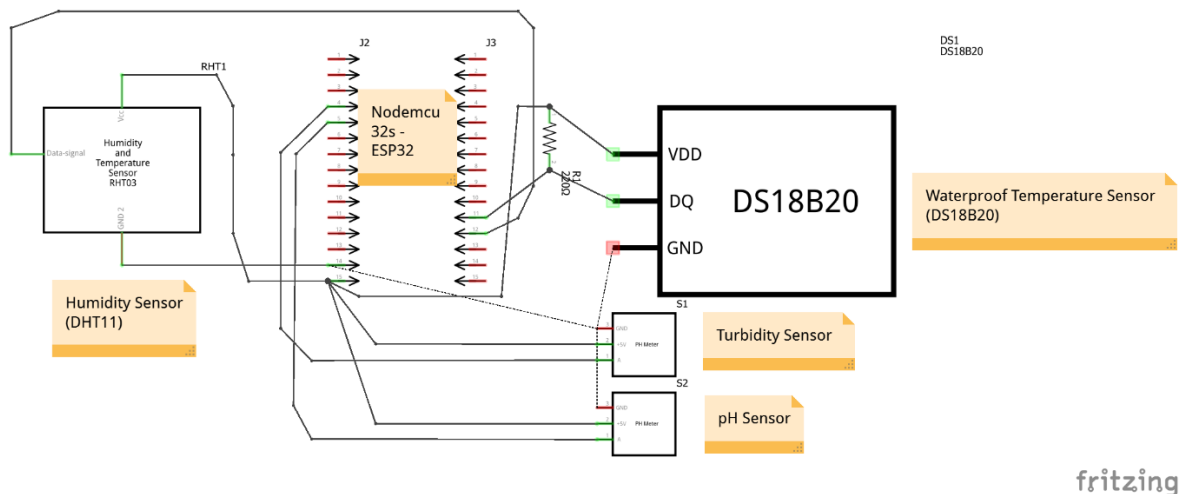 DS1
DS18B20
J2
J3
RHT1
Nodemcu
32s -
ESP32
Vcc
Data-signal
Humidity
and
Temperature
Sensor
RHT03
GND 2
R1
220Ω
VDD
DQ
GND
DS18B20
Waterproof Temperature Sensor
(DS18B20)
Humidity Sensor
(DHT11)
S1
GND
+5V
PH Meter
Turbidity Sensor
S2
GND
+5V
PH Meter
pH Sensor
fritzing